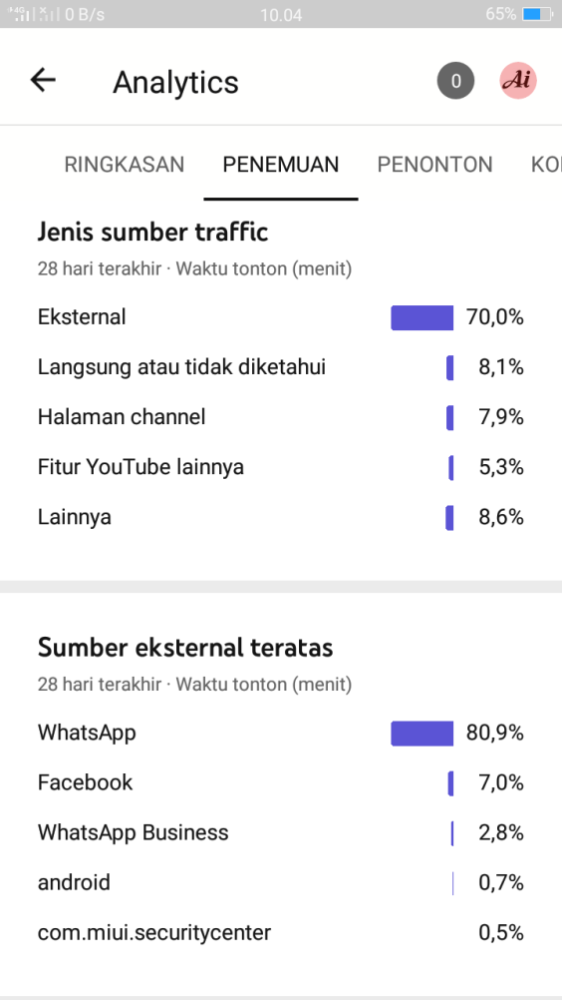 4G 0 B/s 10.04 65%
Analytics 0 Ai
RINGKASAN PENEMUAN PENONTON KO
Jenis sumber traffic
28 hari terakhir · Waktu tonton (menit)
Eksternal 70,0%
Langsung atau tidak diketahui 8,1%
Halaman channel 7,9%
Fitur YouTube lainnya 5,3%
Lainnya 8,6%
Sumber eksternal teratas
28 hari terakhir · Waktu tonton (menit)
WhatsApp 80,9%
Facebook 7,0%
WhatsApp Business 2,8%
android 0,7%
com.miui.securitycenter 0,5%